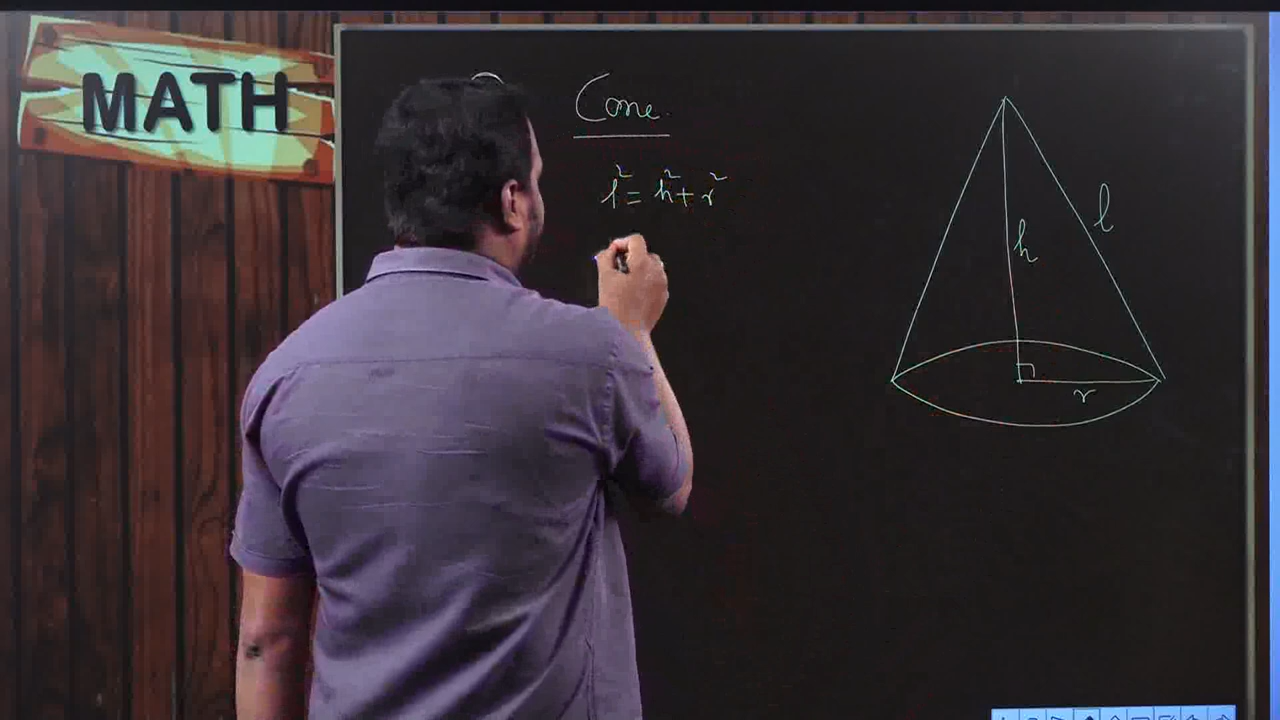 MATH
Cone
l² = h² + r²
l
h
r